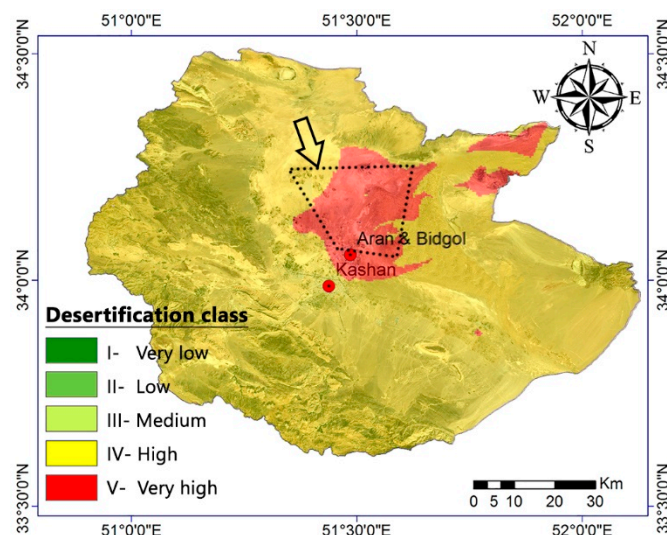 51°0'0"E
51°30'0"E
52°0'0"E
34°30'0"N
34°30'0"N
N
W
E
S
Aran & Bidgol
34°0'0"N
34°0'0"N
Kashan
Desertification class
I- Very low
II- Low
III- Medium
IV- High
V- Very high
Km
0 5 10 20 30
33°30'0"N
33°30'0"N
51°0'0"E
51°30'0"E
52°0'0"E